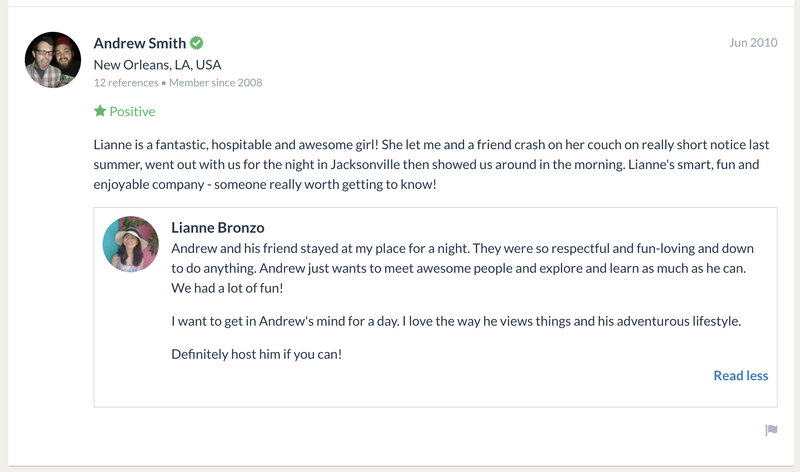 Andrew Smith
Jun 2010
New Orleans, LA, USA
12 references • Member since 2008
Positive
Lianne is a fantastic, hospitable and awesome girl! She let me and a friend crash on her couch on really short notice last
summer, went out with us for the night in Jacksonville then showed us around in the morning. Lianne's smart, fun and
enjoyable company - someone really worth getting to know!
Lianne Bronzo
Andrew and his friend stayed at my place for a night. They were so respectful and fun-loving and down
to do anything. Andrew just wants to meet awesome people and explore and learn as much as he can.
We had a lot of fun!
I want to get in Andrew's mind for a day. I love the way he views things and his adventurous lifestyle.
Definitely host him if you can!
Read less